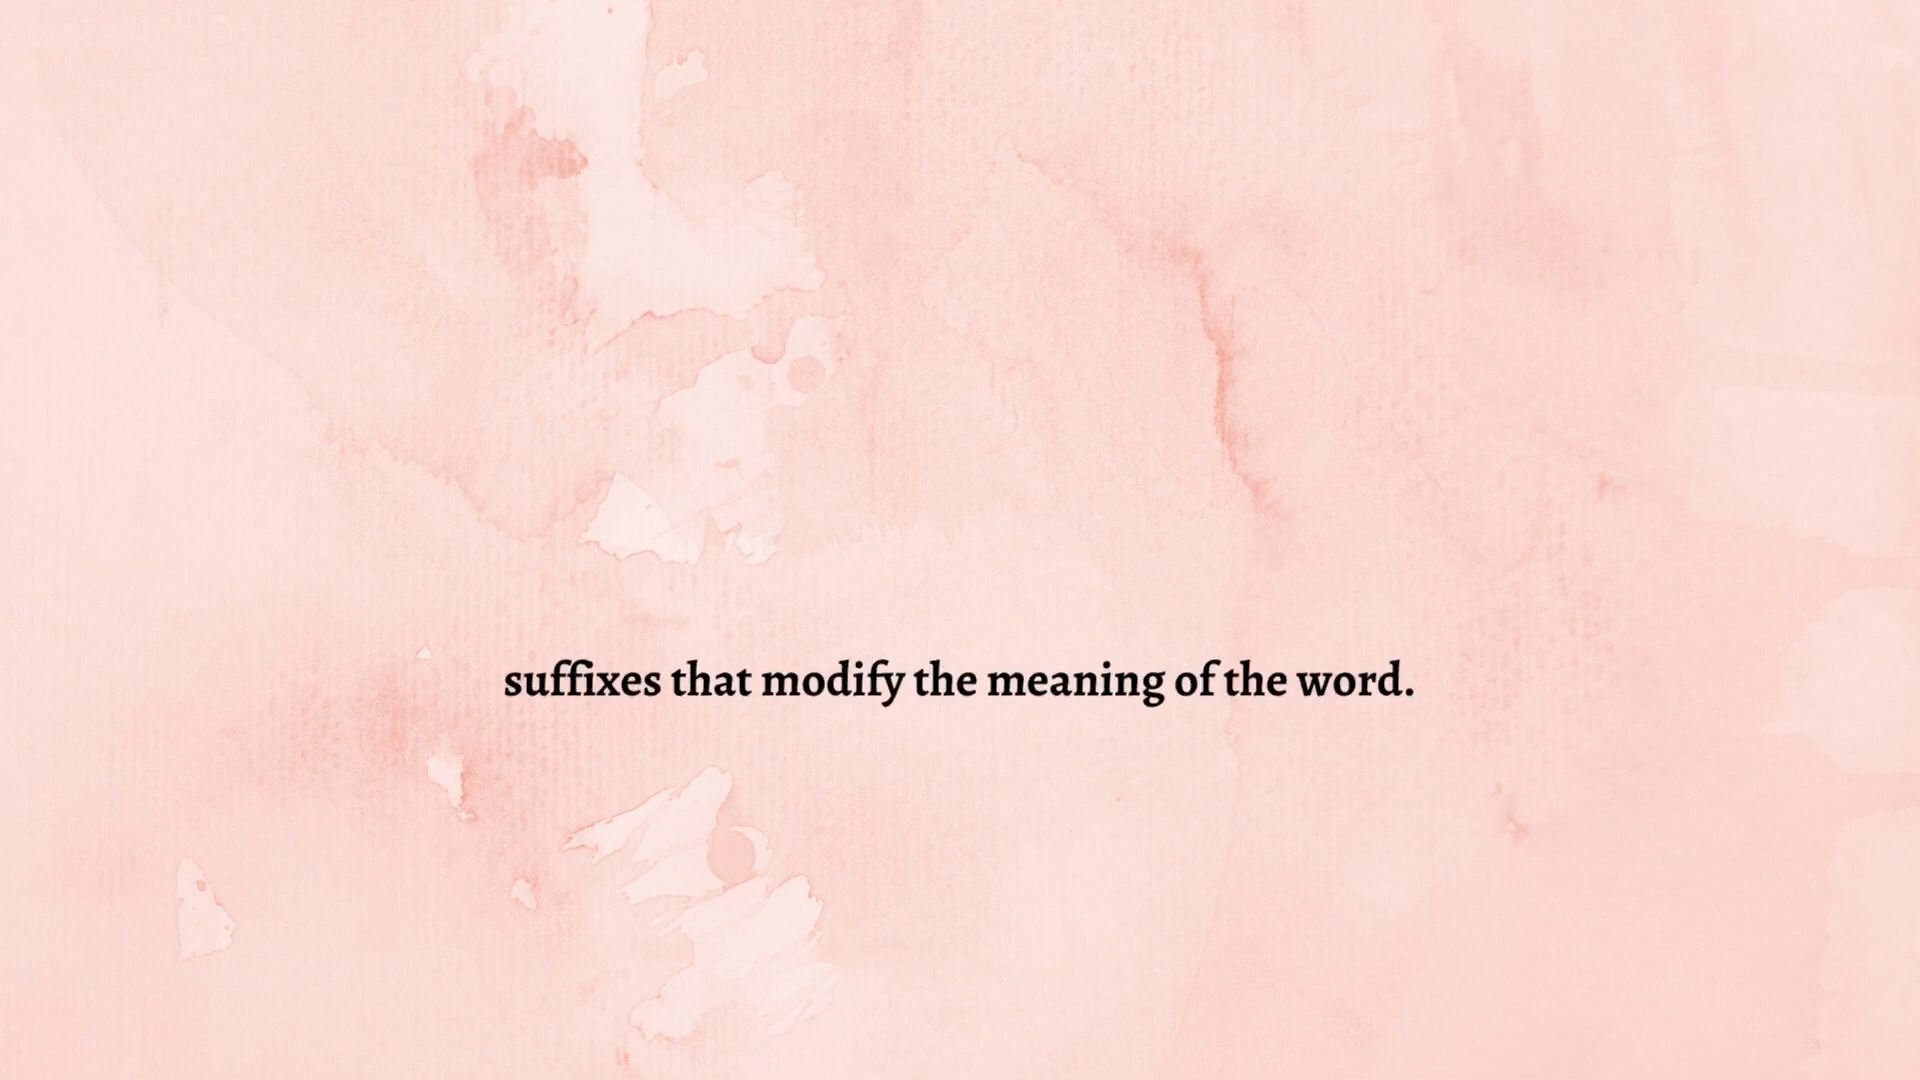 suffixes that modify the meaning of the word.